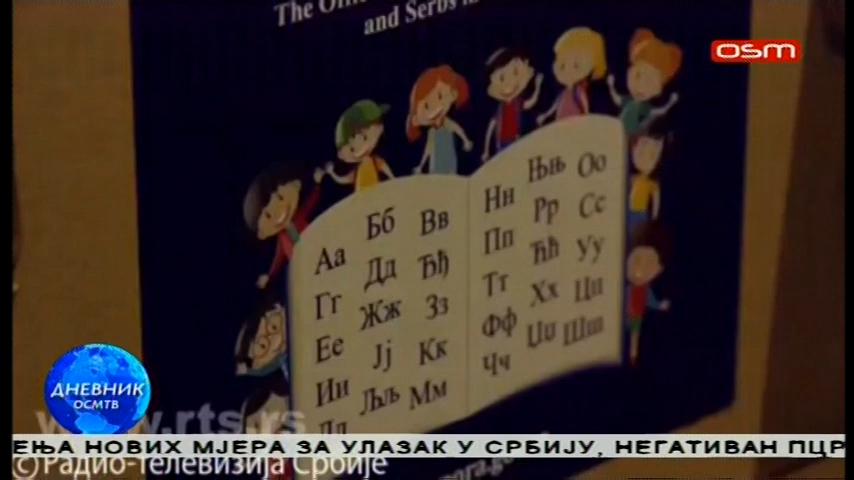 The
and Serbs
OSM
Аа Бб Вв
Гг Дд Ђђ
Ее Жж Зз
Ии Јј Кк
Љљ Мм
Нн Њњ Оо
Пп Рр Сс
Тт Ћћ Уу
Фф Хх Цц
Чч Џџ Шш
ДНЕВНИК
ОСМТВ
www.rts.rs
ЕЊА НОВИХ МЈЕРА ЗА УЛАЗАК У СРБИЈУ, НЕГАТИВАН ПЦР
©Радио-телевизија Србије